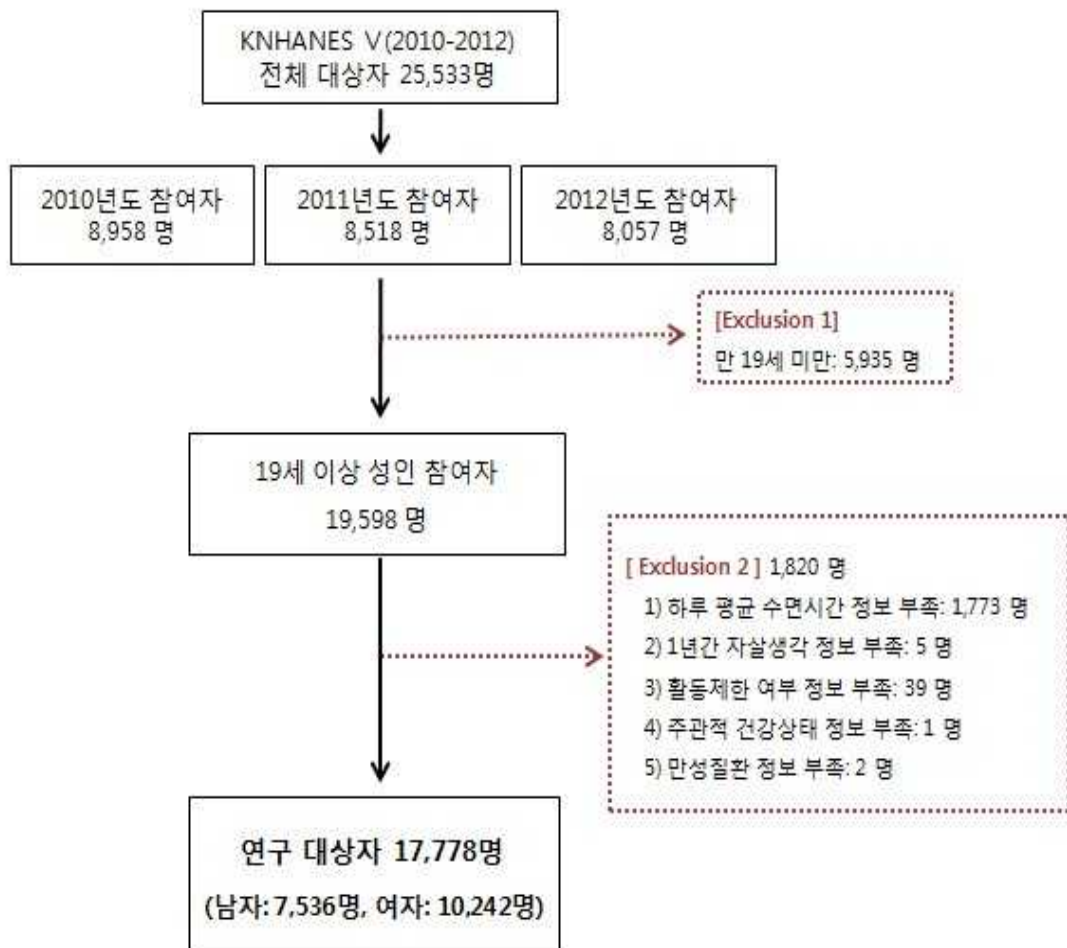 KNHANES Ⅴ(2010-2012)
전체 대상자 25,533명
2010년도 참여자
8,958 명
2011년도 참여자
8,518 명
2012년도 참여자
8,057 명
[Exclusion 1]
만 19세 미만: 5,935 명
19세 이상 성인 참여자
19,598 명
[ Exclusion 2 ] 1,820 명
1) 하루 평균 수면시간 정보 부족: 1,773 명
2) 1년간 자살생각 정보 부족: 5 명
3) 활동제한 여부 정보 부족: 39 명
4) 주관적 건강상태 정보 부족: 1 명
5) 만성질환 정보 부족: 2 명
연구 대상자 17,778명
(남자: 7,536명, 여자: 10,242명)